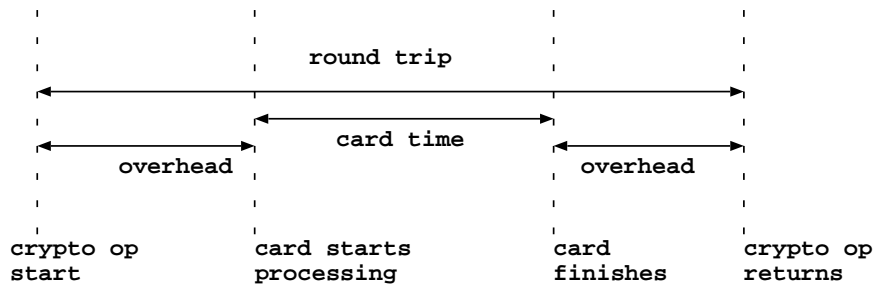 round trip
card time
overhead
overhead
crypto op
start
card starts
processing
card
finishes
crypto op
returns